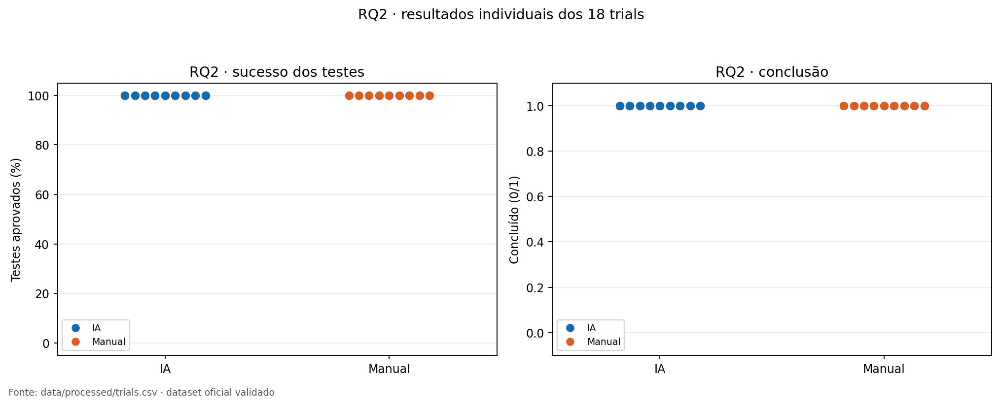 RQ2 · resultados individuais dos 18 trials
RQ2 · sucesso dos testes
Testes aprovados (%)
100
80
60
40
20
0
IA
Manual
IA
Manual
RQ2 · conclusão
Concluído (0/1)
1.0
0.8
0.6
0.4
0.2
0.0
IA
Manual
IA
Manual
Fonte: data/processed/trials.csv · dataset oficial validado